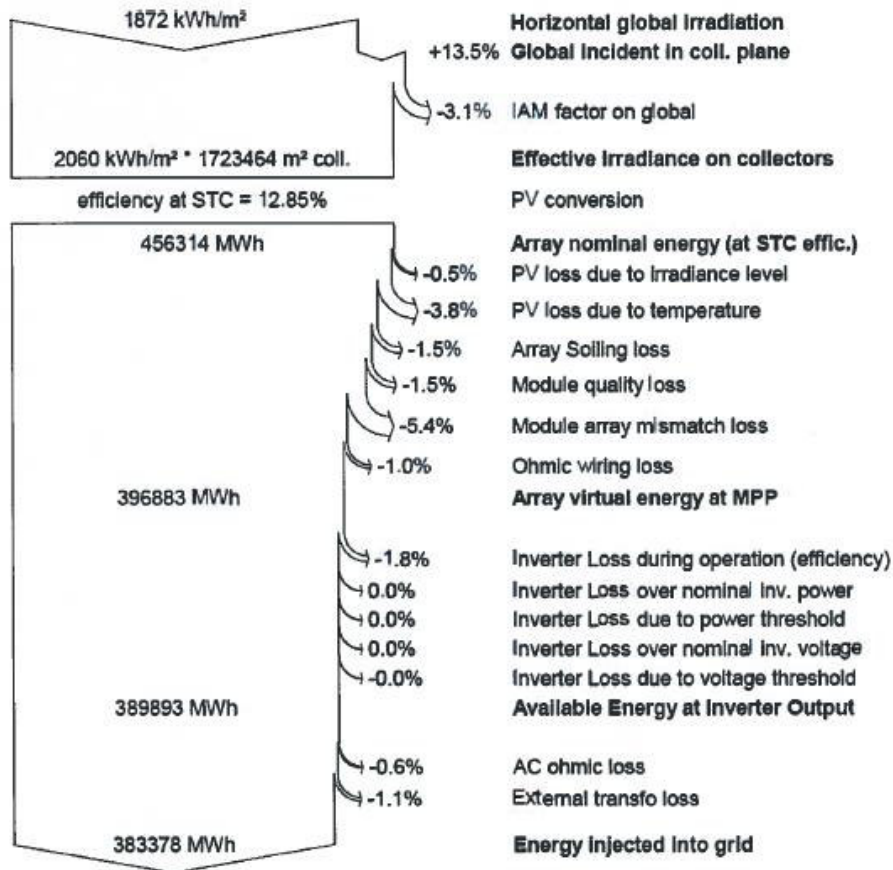 1872 kWh/m² Horizontal global irradiation
+13.5% Global incident in coll. plane
-3.1% IAM factor on global
2060 kWh/m² * 1723464 m² coll. Effective irradiance on collectors
efficiency at STC = 12.85% PV conversion
456314 MWh Array nominal energy (at STC effic.)
-0.5% PV loss due to irradiance level
-3.8% PV loss due to temperature
-1.5% Array Soiling loss
-1.5% Module quality loss
-5.4% Module array mismatch loss
-1.0% Ohmic wiring loss
396883 MWh Array virtual energy at MPP
-1.8% Inverter Loss during operation (efficiency)
0.0% Inverter Loss over nominal inv. power
0.0% Inverter Loss due to power threshold
0.0% Inverter Loss over nominal inv. voltage
-0.0% Inverter Loss due to voltage threshold
389893 MWh Available Energy at Inverter Output
-0.6% AC ohmic loss
-1.1% External transfo loss
383378 MWh Energy injected into grid